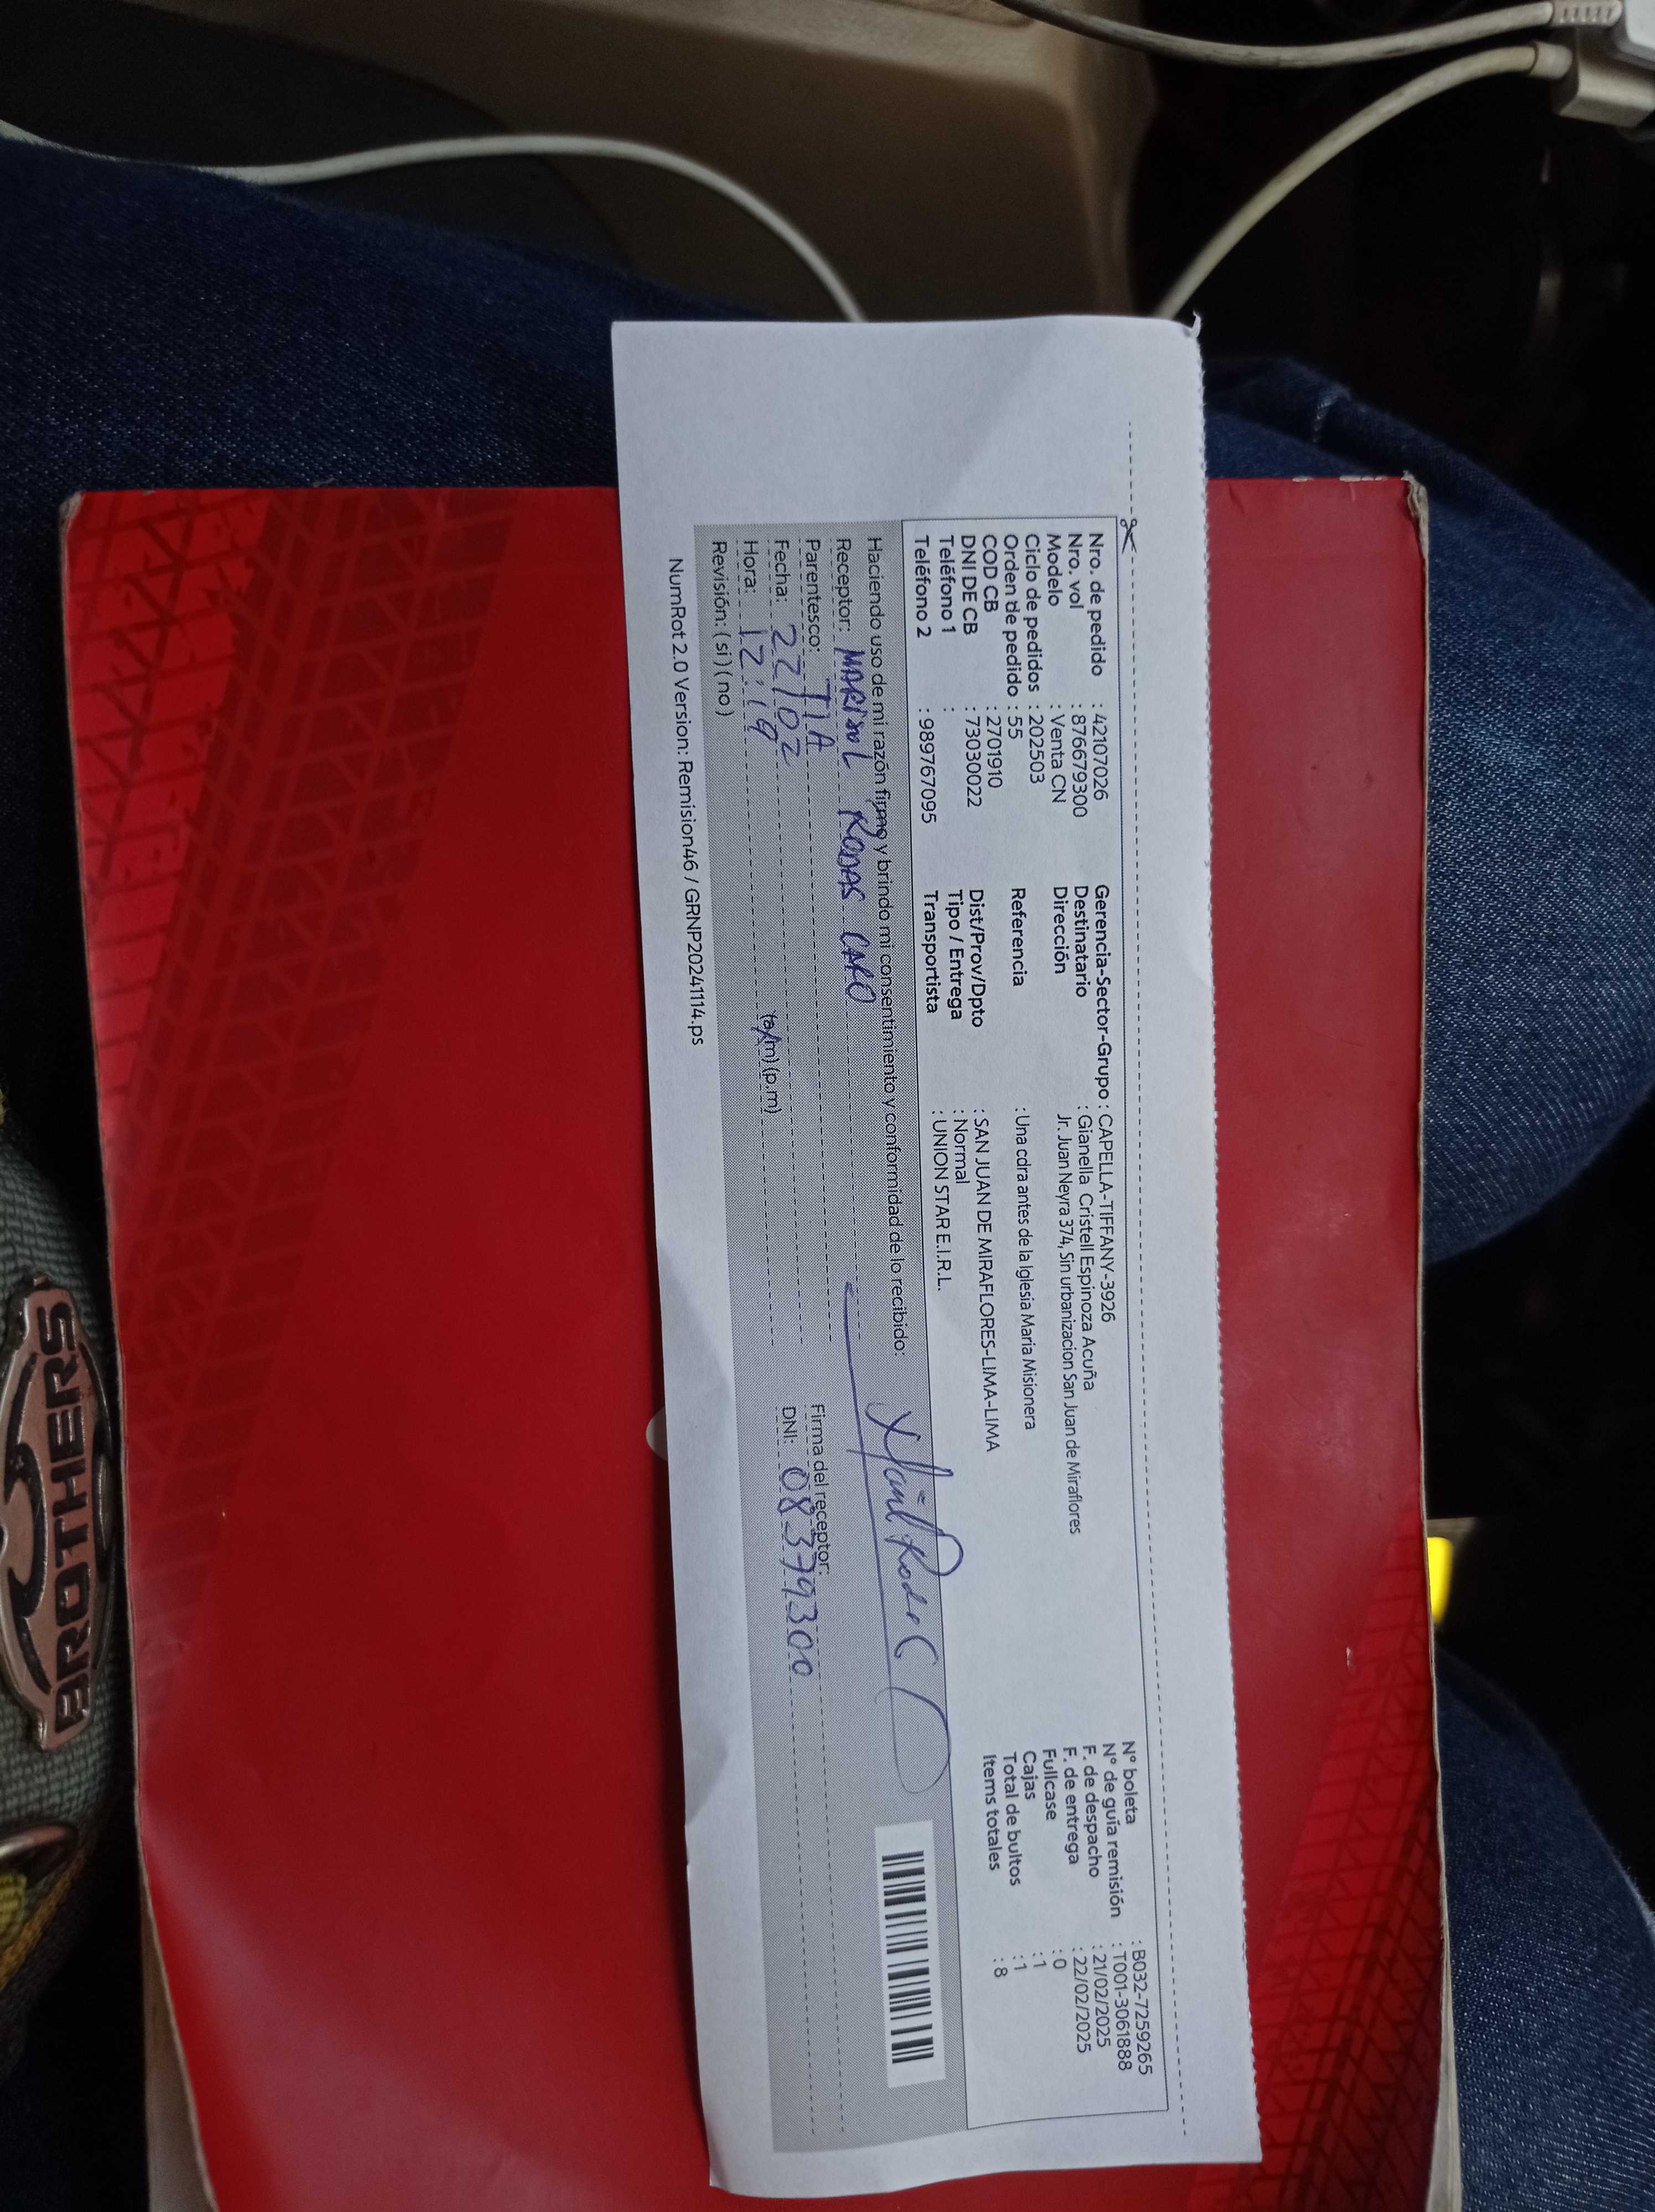 Nro. de pedido : 42107026
Nro. vol : 876679300
Modelo : Venta CN
Ciclo de pedidos : 202503
Orden de pedido : 55
COD CB : 2701910
DNI DE CB : 73030022
Teléfono 1 :
Teléfono 2 : 989767095
Gerencia-Sector-Grupo : CAPELLA-TIFFANY-3926
Destinatario : Gianella Cristell Espinoza Acuña
Dirección Jr. Juan Neyra 374, Sin urbanizacion San Juan de Miraflores
Referencia : Una cdra antes de la Iglesia Maria Misionera
Dist/Prov/Dpto : SAN JUAN DE MIRAFLORES-LIMA-LIMA
Tipo / Entrega : Normal
Transportista : UNION STAR E.I.R.L.
N° boleta : B032-7259265
N° de guía remisión : T001-3061888
F. de despacho : 21/02/2025
F. de entrega : 22/02/2025
Fullcase : 0
Cajas : 1
Total de bultos : 1
Items totales : 8
Haciendo uso de mi razón firmo y brindo mi consentimiento y conformidad de lo recibido:
Receptor: MARISOL RODAS CARO
Parentesco: TIA
Fecha: 22/02
Hora: 12:19 (a.m) (p.m)
Revisión: (si) (no)
Firma del receptor:
DNI: 08379300
NumRot 2.0 Version: Remision46 / GRNP20241114.ps
BROTHERS